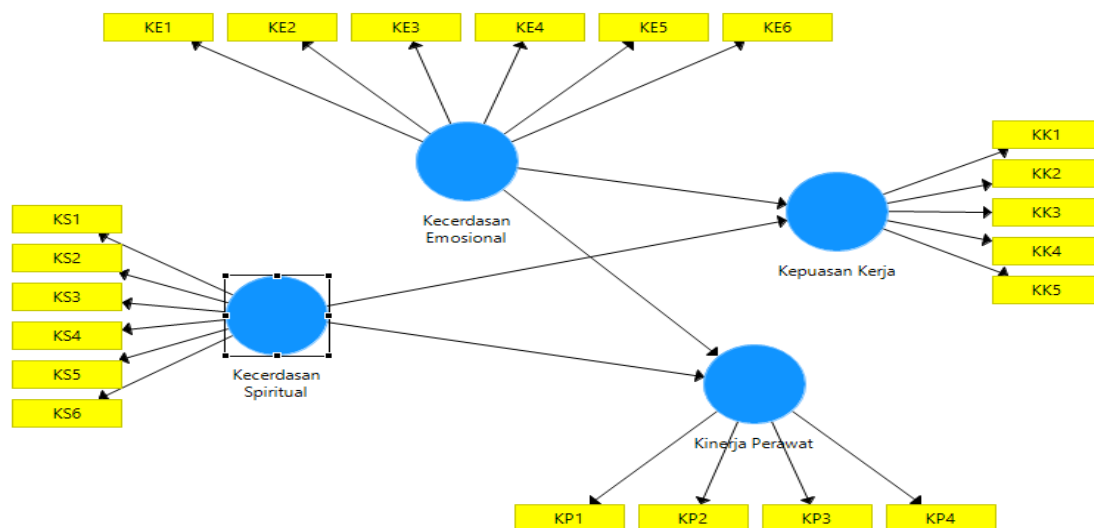 KE1
KE2
KE3
KE4
KE5
KE6
Kecerdasan
Emosional
KK1
KK2
KK3
KK4
KK5
Kepuasan Kerja
KS1
KS2
KS3
KS4
KS5
KS6
Kecerdasan
Spiritual
Kinerja Perawat
KP1
KP2
KP3
KP4